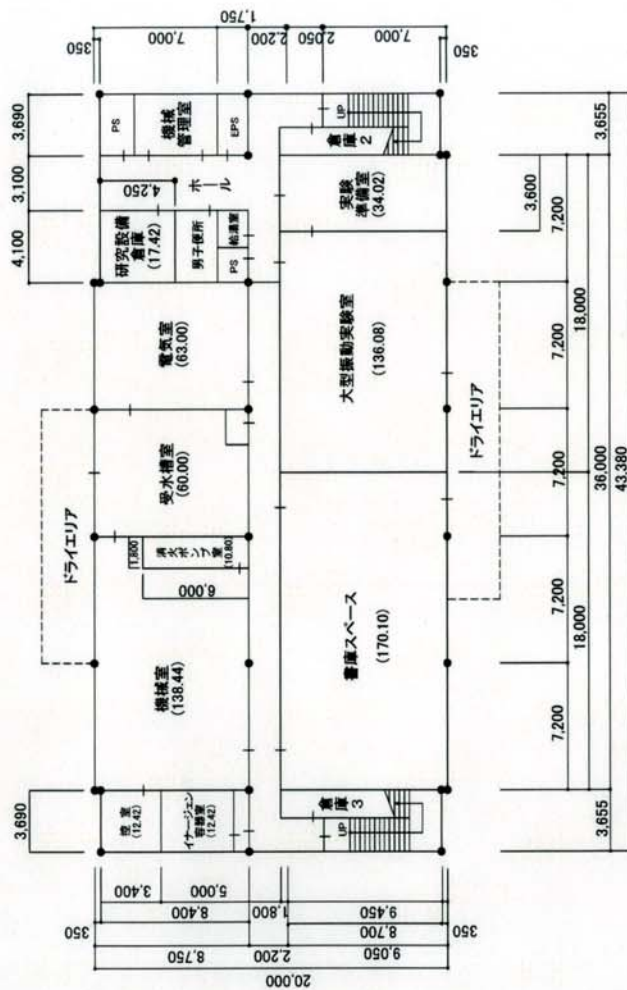 350
7,000
1,750
2,200
2,050
7,000
350
3,690
3,100
4,100
PS
機械
管理室
EPS
4,250
ホール
研究設備
倉庫
(17.42)
男子便所
PS
給湯室
UP
倉庫
2
実験
準備室
(34.02)
電気室
(63.00)
大型振動実験室
(136.08)
受水槽室
(60.00)
ドライエリア
1,800
消火ポンプ室
(10.80)
6,000
機械室
(138.44)
書庫スペース
(170.10)
ドライエリア
控室
(12.42)
イナージェン
容器室
(12.42)
倉庫
3
UP
3,690
3,655
3,600
7,200
7,200
18,000
7,200
36,000
43,380
7,200
18,000
7,200
3,655
350
3,400
5,000
1,800
9,450
8,400
8,700
350
8,750
2,200
9,050
20,000